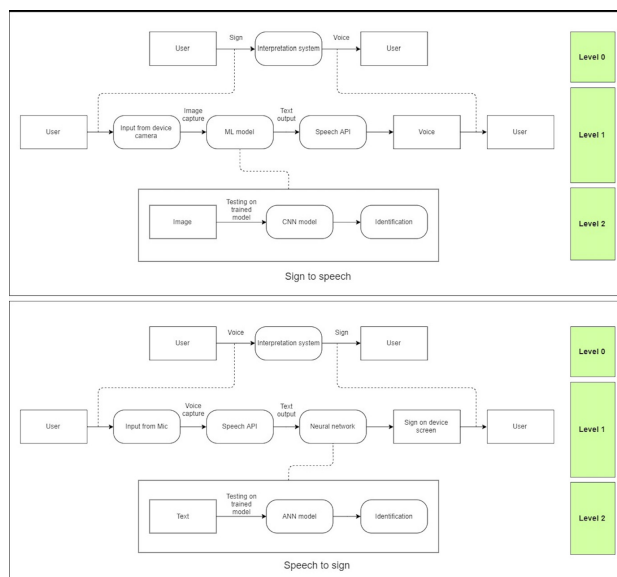 Sign
Voice
User
Interpretation system
User
Level 0
Image
capture
Text
output
User
Input from device
camera
ML model
Speech API
Voice
User
Level 1
Testing on
trained
model
Image
CNN model
Identification
Level 2
Sign to speech
Voice
Sign
User
Interpretation system
User
Level 0
Voice
capture
Text
output
User
Input from Mic
Speech API
Neural network
Sign on device
screen
User
Level 1
Testing on
trained
model
Text
ANN model
Identification
Level 2
Speech to sign